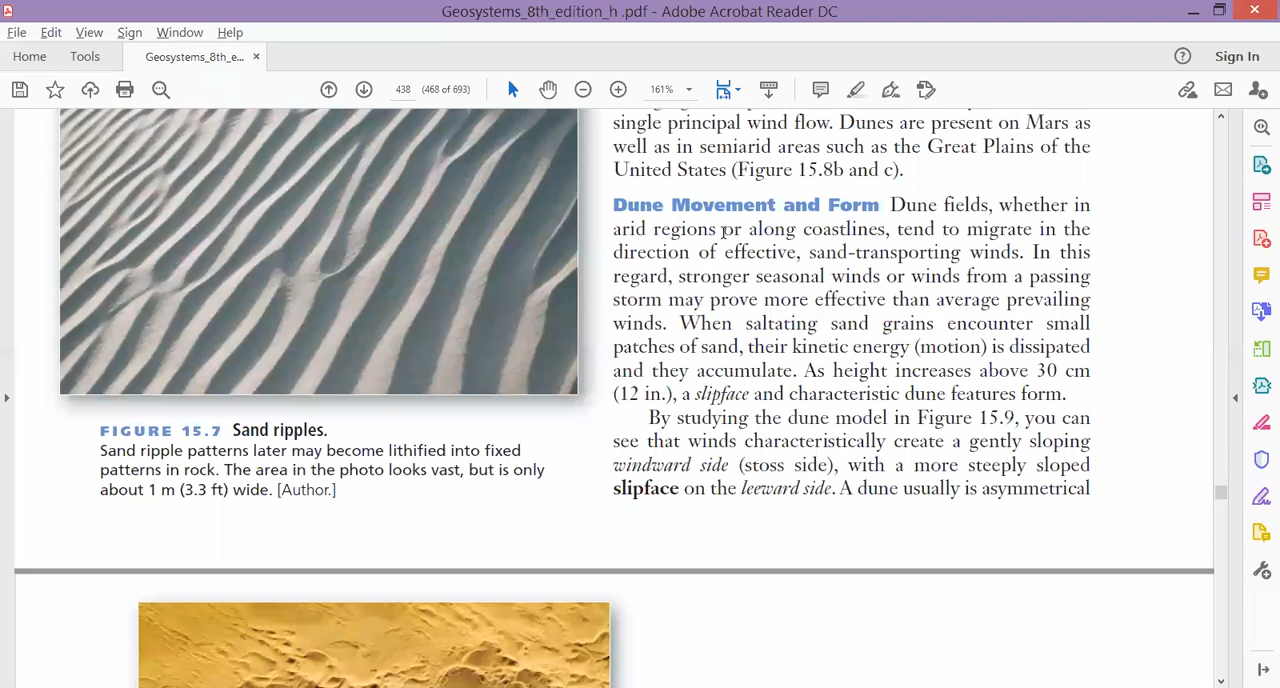 Geosystems_8th_edition_h .pdf - Adobe Acrobat Reader DC
File Edit View Sign Window Help
Home Tools Geosystems_8th_e... × Sign In
438 (468 of 693) 161%
single principal wind flow. Dunes are present on Mars as
well as in semiarid areas such as the Great Plains of the
United States (Figure 15.8b and c).
Dune Movement and Form Dune fields, whether in
arid regions or along coastlines, tend to migrate in the
direction of effective, sand-transporting winds. In this
regard, stronger seasonal winds or winds from a passing
storm may prove more effective than average prevailing
winds. When saltating sand grains encounter small
patches of sand, their kinetic energy (motion) is dissipated
and they accumulate. As height increases above 30 cm
(12 in.), a slipface and characteristic dune features form.
By studying the dune model in Figure 15.9, you can
see that winds characteristically create a gently sloping
windward side (stoss side), with a more steeply sloped
slipface on the leeward side. A dune usually is asymmetrical
FIGURE 15.7 Sand ripples.
Sand ripple patterns later may become lithified into fixed
patterns in rock. The area in the photo looks vast, but is only
about 1 m (3.3 ft) wide. [Author.]